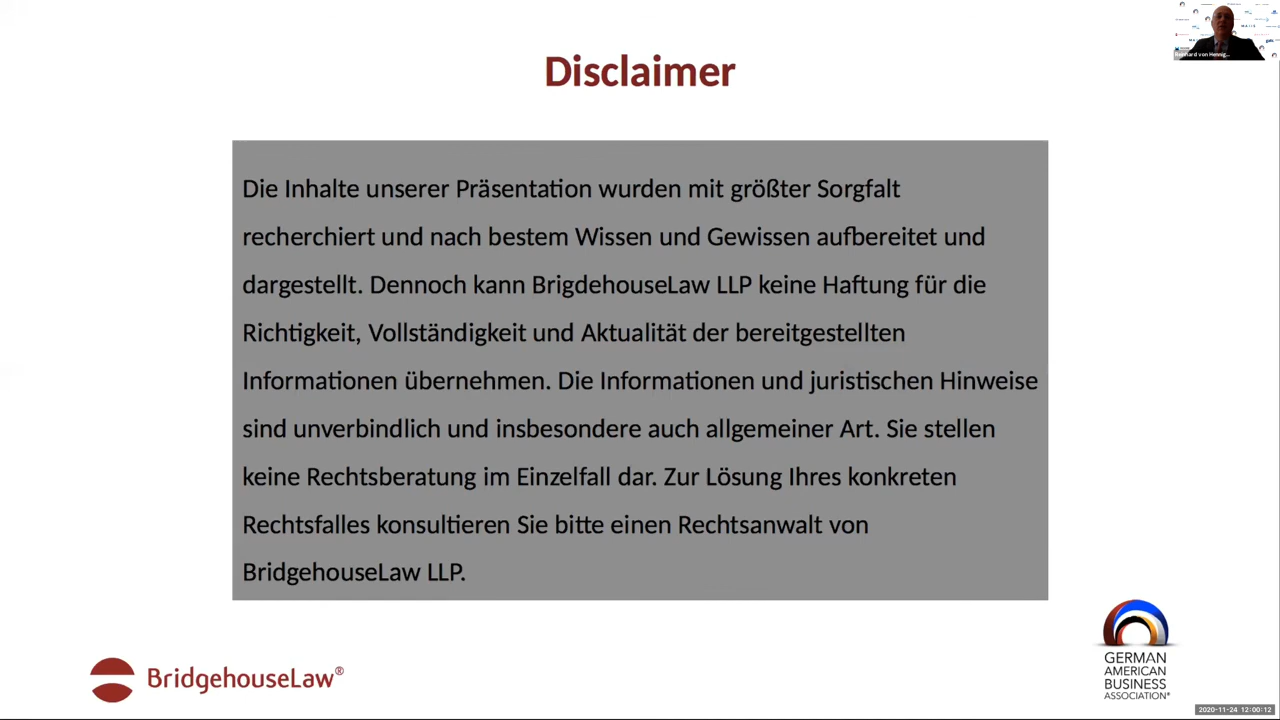 Disclaimer
Die Inhalte unserer Präsentation wurden mit größter Sorgfalt
recherchiert und nach bestem Wissen und Gewissen aufbereitet und
dargestellt. Dennoch kann BrigdehouseLaw LLP keine Haftung für die
Richtigkeit, Vollständigkeit und Aktualität der bereitgestellten
Informationen übernehmen. Die Informationen und juristischen Hinweise
sind unverbindlich und insbesondere auch allgemeiner Art. Sie stellen
keine Rechtsberatung im Einzelfall dar. Zur Lösung Ihres konkreten
Rechtsfalles konsultieren Sie bitte einen Rechtsanwalt von
BridgehouseLaw LLP.
BridgehouseLaw®
GERMAN
AMERICAN
BUSINESS
ASSOCIATION*
2020-11-24 12:00:12